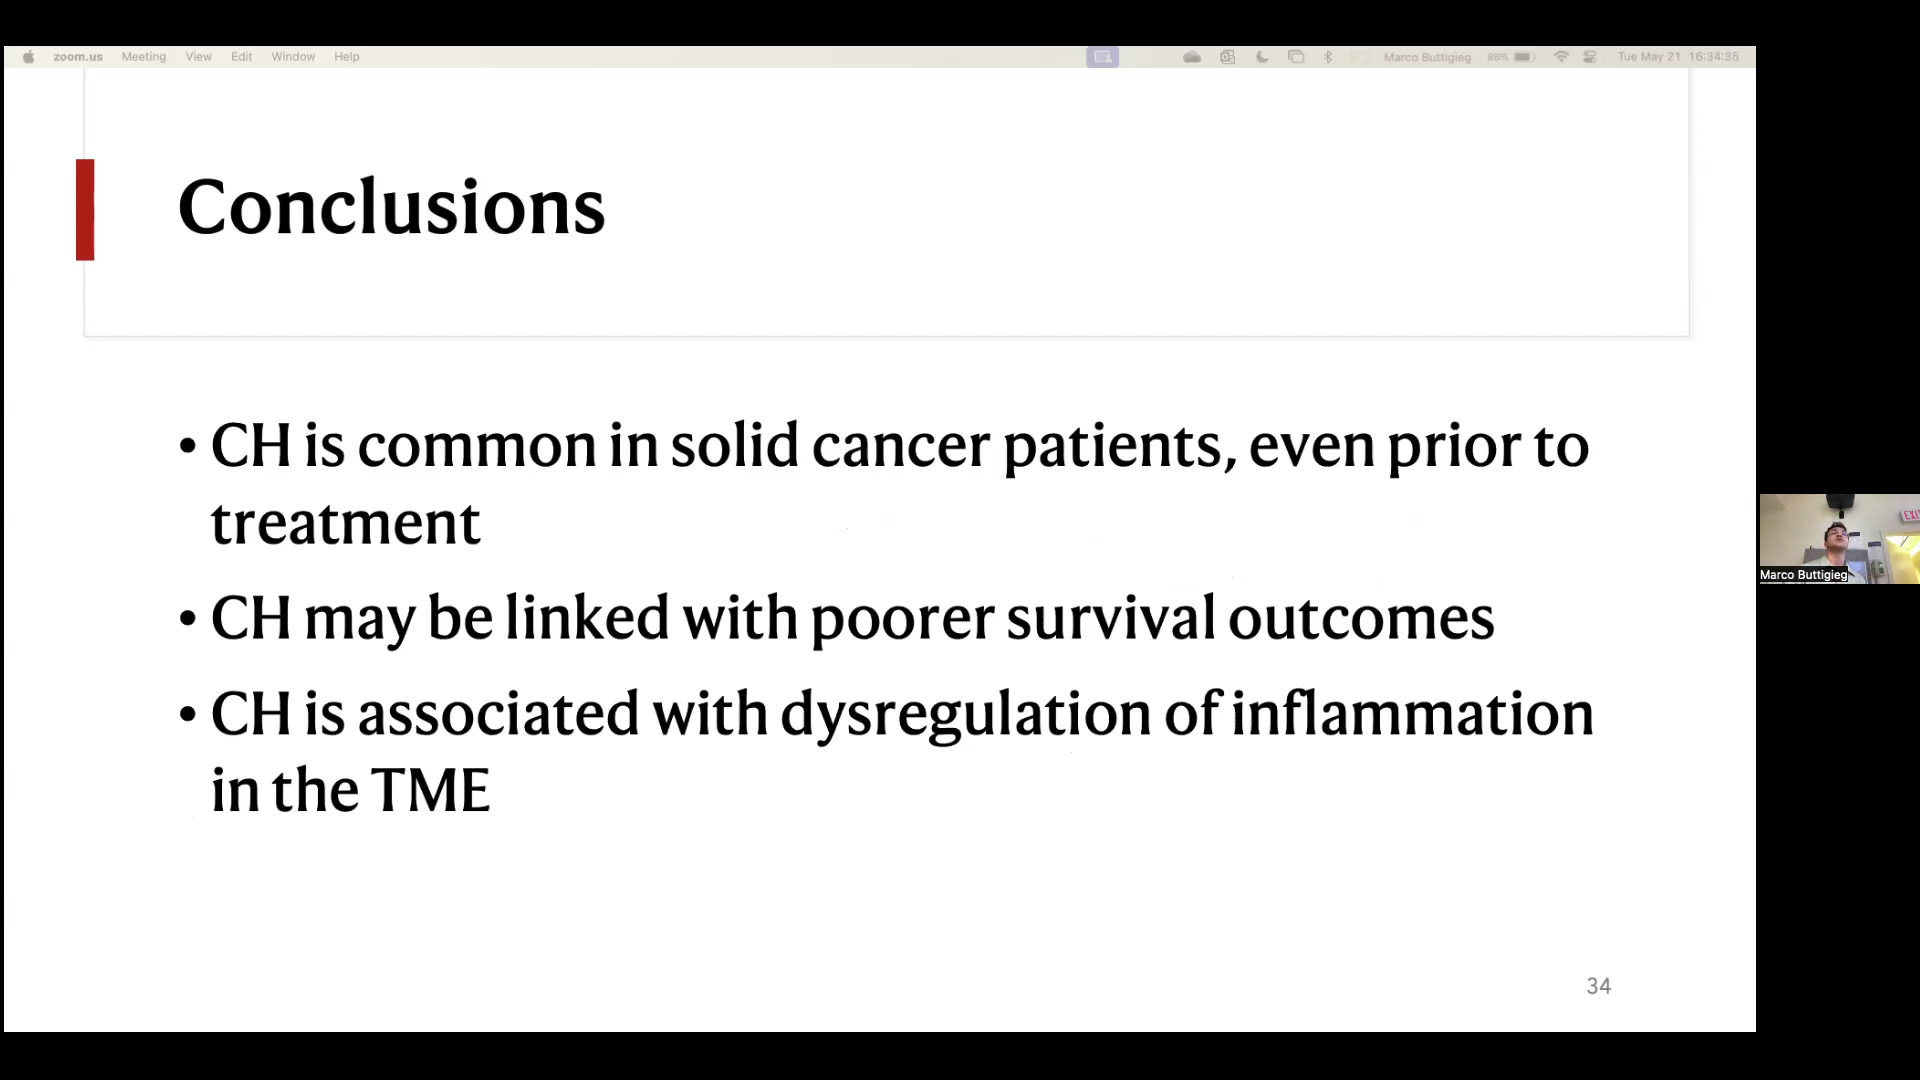 zoom.us Meeting View Edit Window Help Marco Buttigieg 86% Tue May 21 16:34:35
Conclusions
• CH is common in solid cancer patients, even prior to
treatment
• CH may be linked with poorer survival outcomes
• CH is associated with dysregulation of inflammation
in the TME
34
EXI
Marco Buttigieg